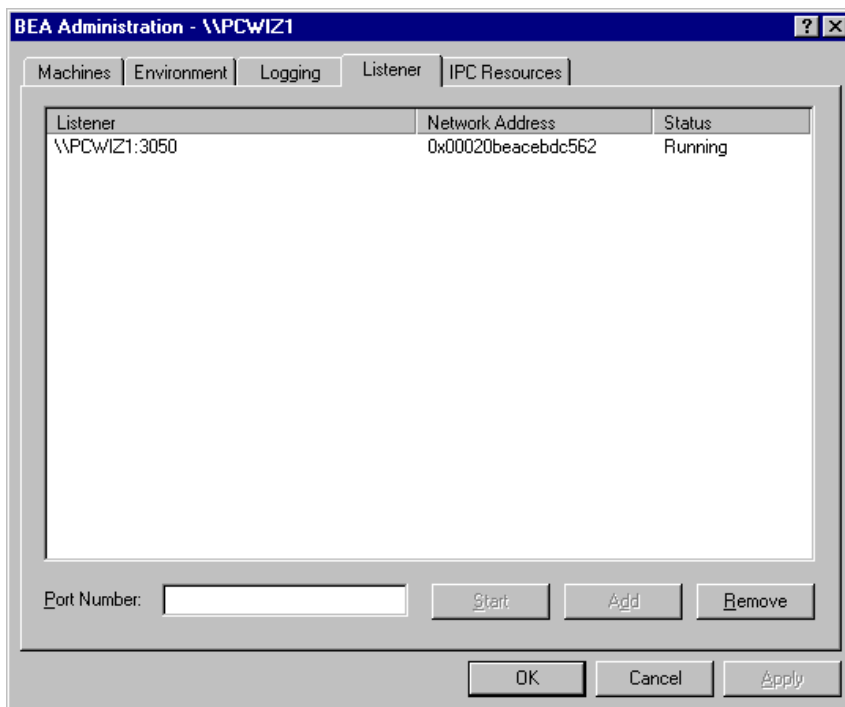 BEA Administration - \\PCWIZ1
Machines Environment Logging Listener IPC Resources
Listener Network Address Status
\\PCWIZ1:3050 0x00020beacebdc562 Running
Port Number: Start Add Remove
OK Cancel Apply